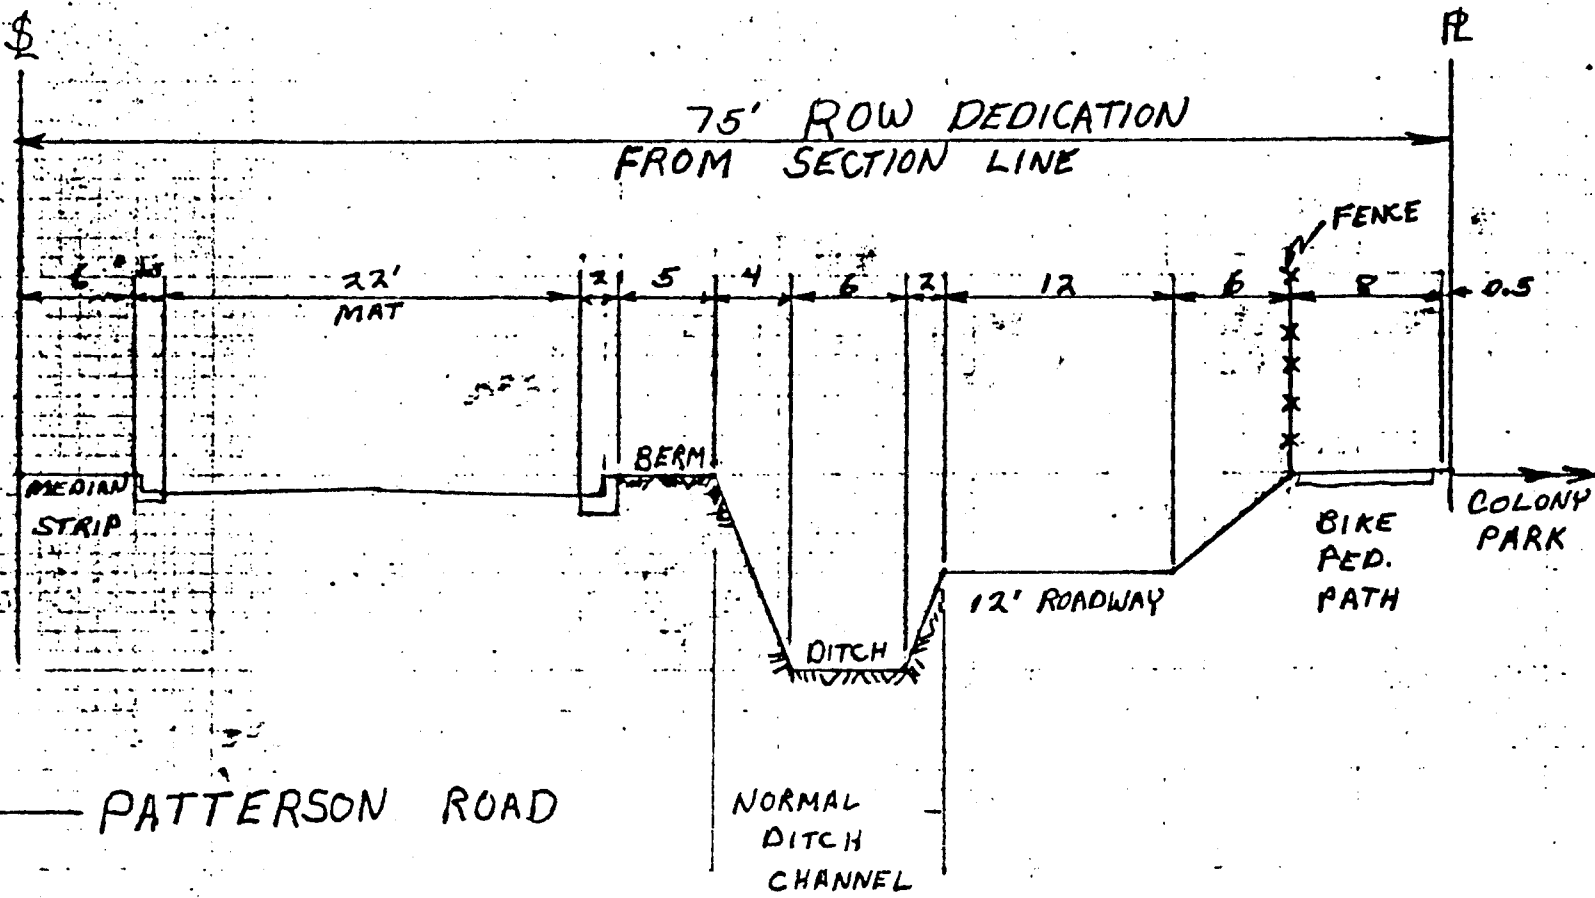 75' ROW DEDICATION
FROM SECTION LINE
FENCE
6
22'
2
5
4
6
2
12
6
8
0.5
MAT
BERM
MEDIAN
STRIP
DITCH
12' ROADWAY
BIKE
PED.
PATH
COLONY
PARK
PATTERSON ROAD
NORMAL
DITCH
CHANNEL